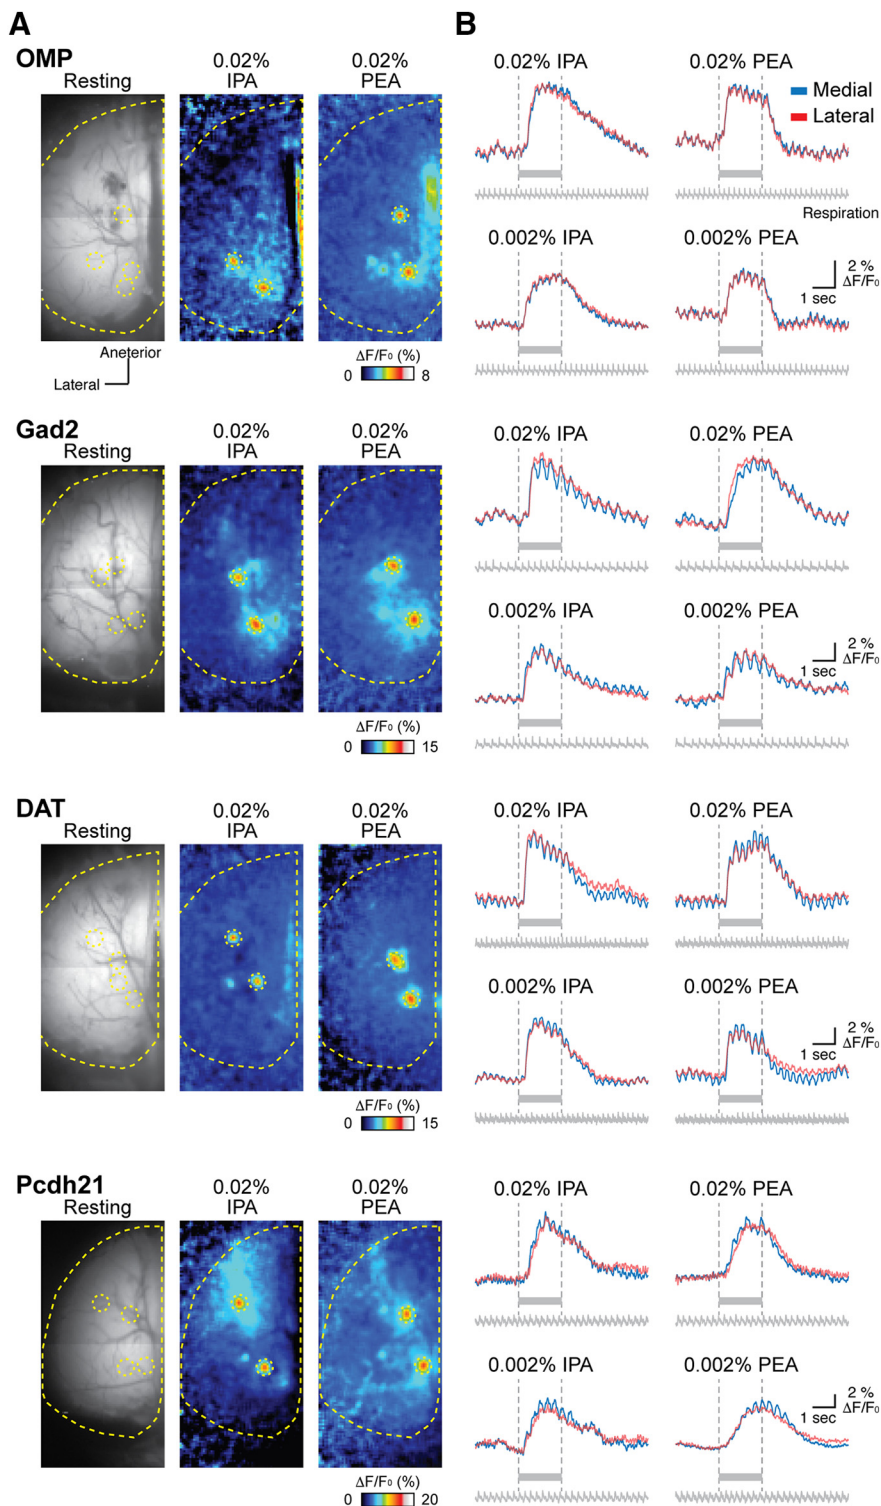 A
B
OMP
Resting
0.02%
IPA
0.02%
PEA
0.02% IPA
0.02% PEA
Medial
Lateral
Respiration
0.002% IPA
0.002% PEA
2 %
ΔF/F0
1 sec
Aneterior
Lateral
ΔF/F0 (%)
0
8
Gad2
Resting
0.02%
IPA
0.02%
PEA
0.02% IPA
0.02% PEA
0.002% IPA
0.002% PEA
2 %
ΔF/F0
1 sec
ΔF/F0 (%)
0
15
DAT
Resting
0.02%
IPA
0.02%
PEA
0.02% IPA
0.02% PEA
0.002% IPA
0.002% PEA
2 %
ΔF/F0
1 sec
ΔF/F0 (%)
0
15
Pcdh21
Resting
0.02%
IPA
0.02%
PEA
0.02% IPA
0.02% PEA
0.002% IPA
0.002% PEA
2 %
ΔF/F0
1 sec
ΔF/F0 (%)
0
20